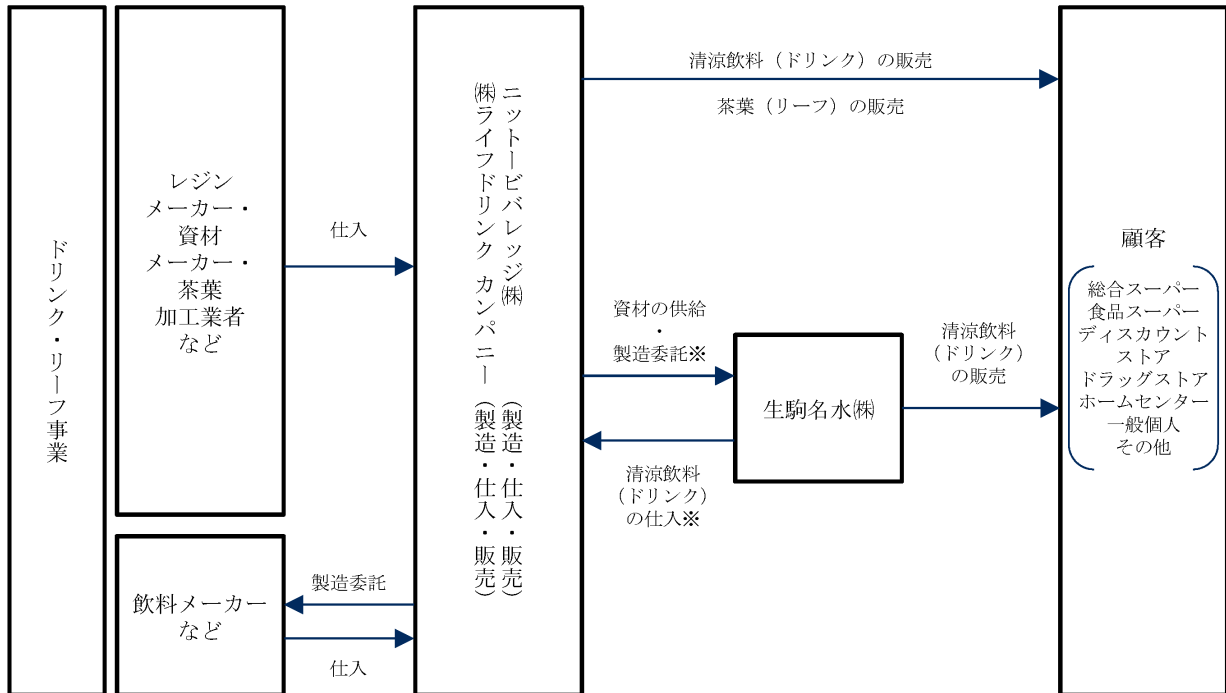 ドリンク・リーフ事業
レジン
メーカー・
資材
メーカー・
茶葉
加工業者
など
飲料メーカー
など
仕入
製造委託
仕入
ニットービバレッジ㈱ (製造・仕入・販売)
㈱ライフドリンク カンパニー (製造・仕入・販売)
清涼飲料(ドリンク)の販売
茶葉(リーフ)の販売
資材の供給
・
製造委託※
清涼飲料
(ドリンク)
の仕入※
生駒名水㈱
清涼飲料
(ドリンク)
の販売
顧客
総合スーパー
食品スーパー
ディスカウント
ストア
ドラッグストア
ホームセンター
一般個人
その他